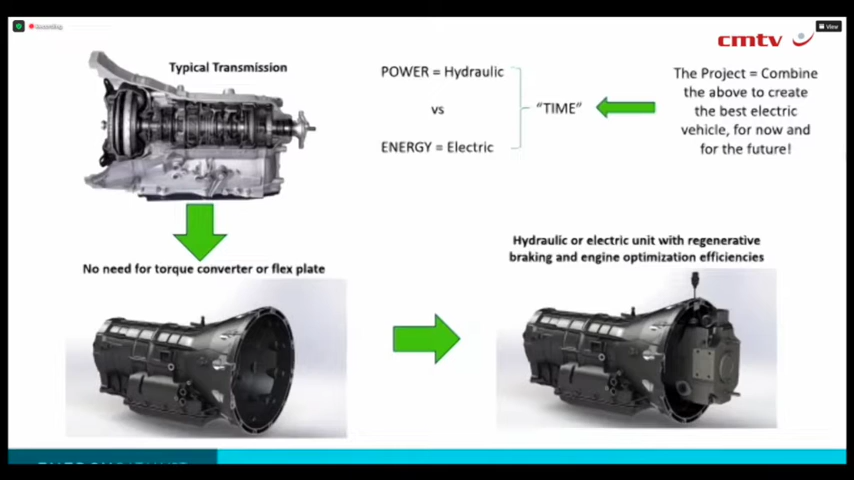 Recording
cmtv
View
Typical Transmission
POWER = Hydraulic
vs
ENERGY = Electric
"TIME"
The Project = Combine
the above to create
the best electric
vehicle, for now and
for the future!
No need for torque converter or flex plate
Hydraulic or electric unit with regenerative
braking and engine optimization efficiencies